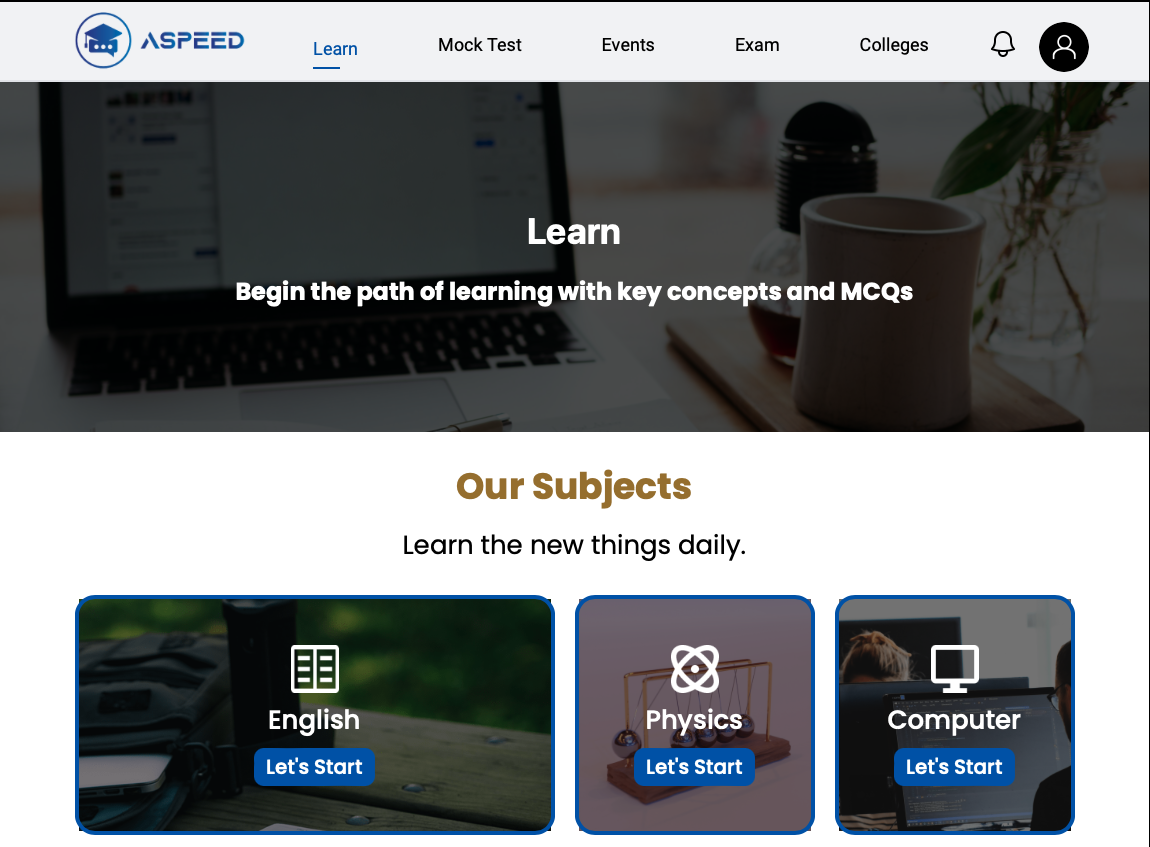 ASPEED
Learn
Mock Test
Events
Exam
Colleges
Learn
Begin the path of learning with key concepts and MCQs
Our Subjects
Learn the new things daily.
English
Let's Start
Physics
Let's Start
Computer
Let's Start